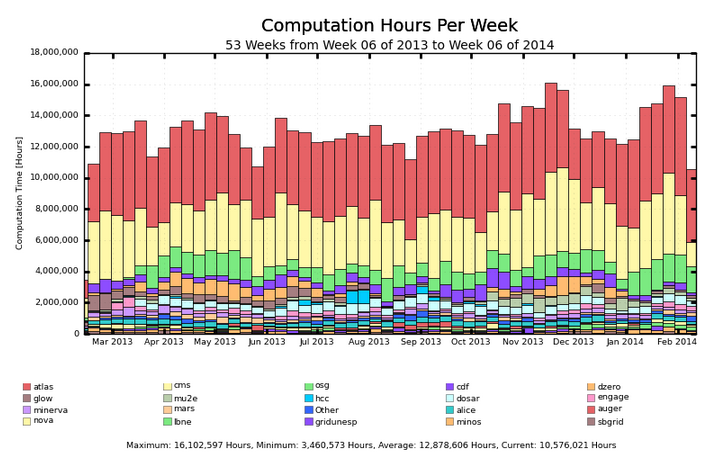 Computation Hours Per Week
53 Weeks from Week 06 of 2013 to Week 06 of 2014
18,000,000
16,000,000
14,000,000
12,000,000
10,000,000
8,000,000
6,000,000
4,000,000
2,000,000
0
Computation Time [Hours]
Mar 2013 Apr 2013 May 2013 Jun 2013 Jul 2013 Aug 2013 Sep 2013 Oct 2013 Nov 2013 Dec 2013 Jan 2014 Feb 2014
atlas cms osg cdf dzero
glow mu2e hcc dosar engage
minerva mars Other alice auger
nova bne gridunesp minos sbgrid
Maximum: 16,102,597 Hours, Minimum: 3,460,573 Hours, Average: 12,878,606 Hours, Current: 10,576,021 Hours